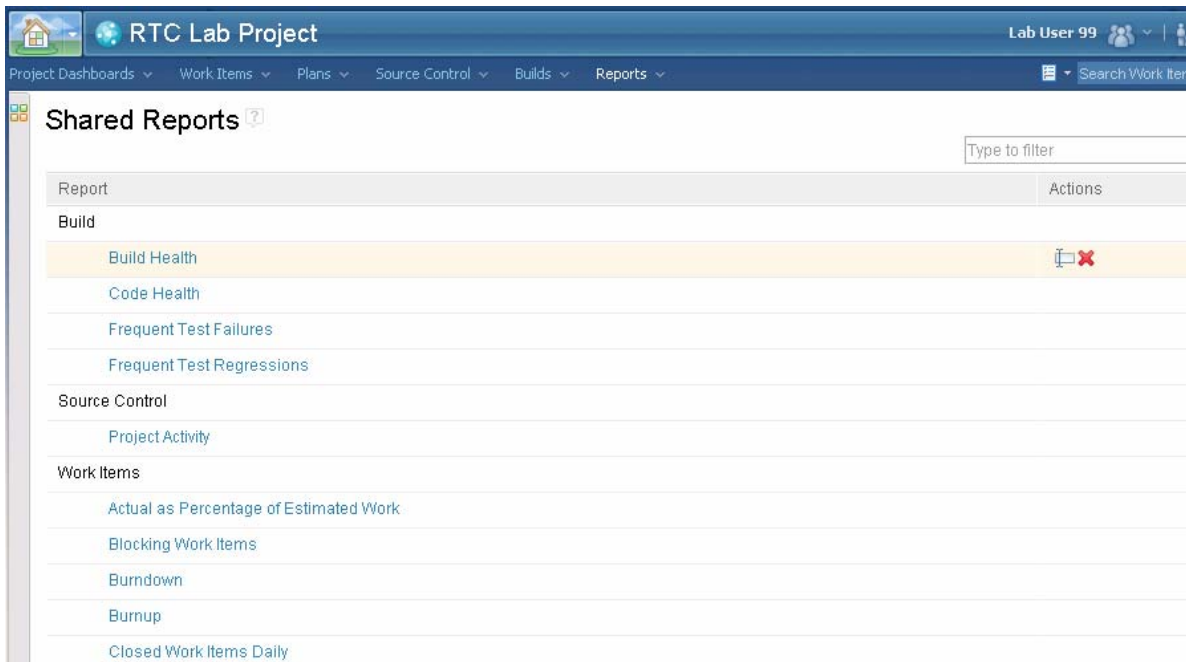 RTC Lab Project Lab User 99
Project Dashboards Work Items Plans Source Control Builds Reports Search Work Iter
Shared Reports ?
Type to filter
Report Actions
Build
Build Health
Code Health
Frequent Test Failures
Frequent Test Regressions
Source Control
Project Activity
Work Items
Actual as Percentage of Estimated Work
Blocking Work Items
Burndown
Burnup
Closed Work Items Daily